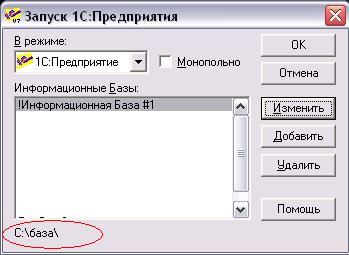 Запуск 1С:Предприятия
В режиме:
1С:Предприятие
Монопольно
OK
Отмена
Информационные Базы:
!Информационная База #1
Изменить
Добавить
Удалить
Помощь
C:\база\